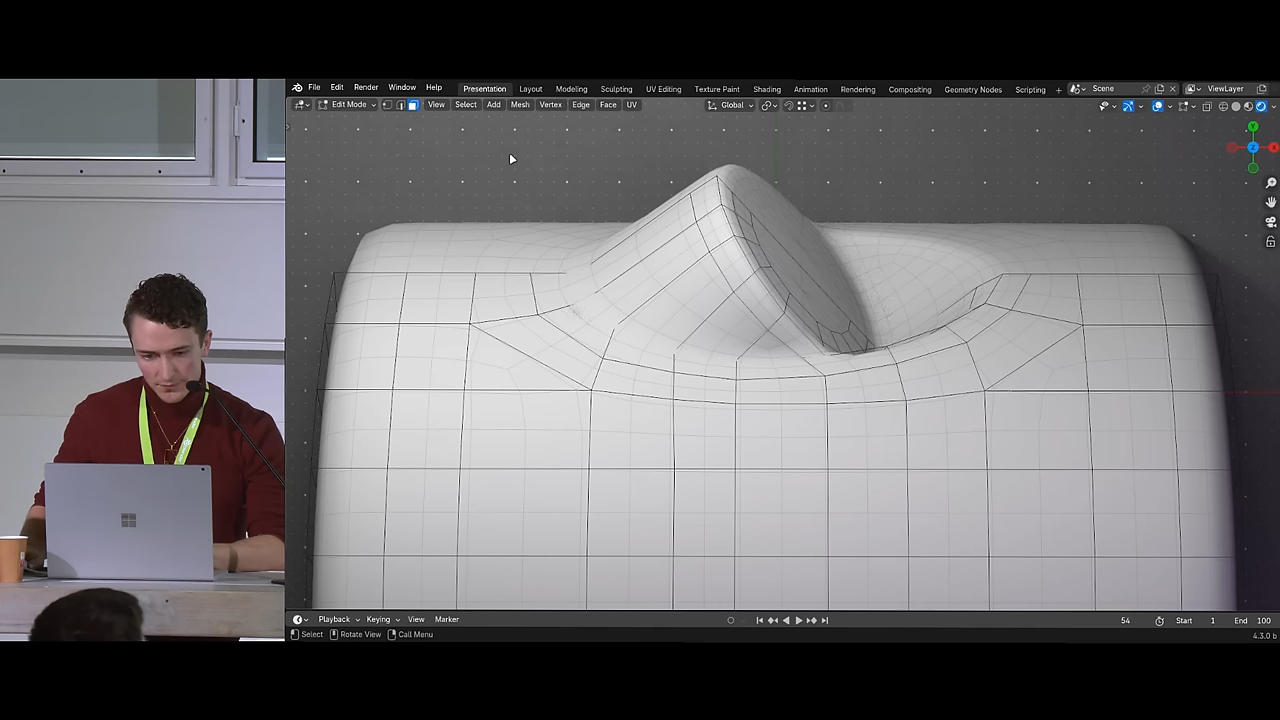 File Edit Render Window Help Presentation Layout Modeling Sculpting UV Editing Texture Paint Shading Animation Rendering Compositing Geometry Nodes Scripting + Scene ViewLayer
Edit Mode View Select Add Mesh Vertex Edge Face UV Global
Y
Z X
Playback Keying View Marker 54 Start 1 End 100
Select Rotate View Call Menu 4.3.0 b